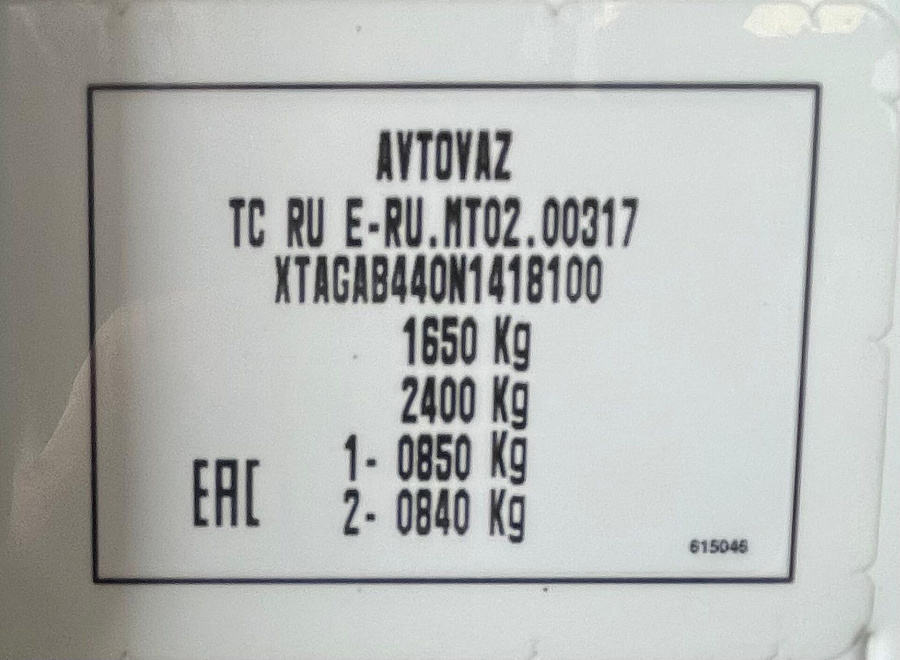 AVTOVAZ
TC RU E-RU.MT02.00317
XTAGAB440N1418100
1650 Kg
2400 Kg
1- 0850 Kg
2- 0840 Kg
EAC
615046